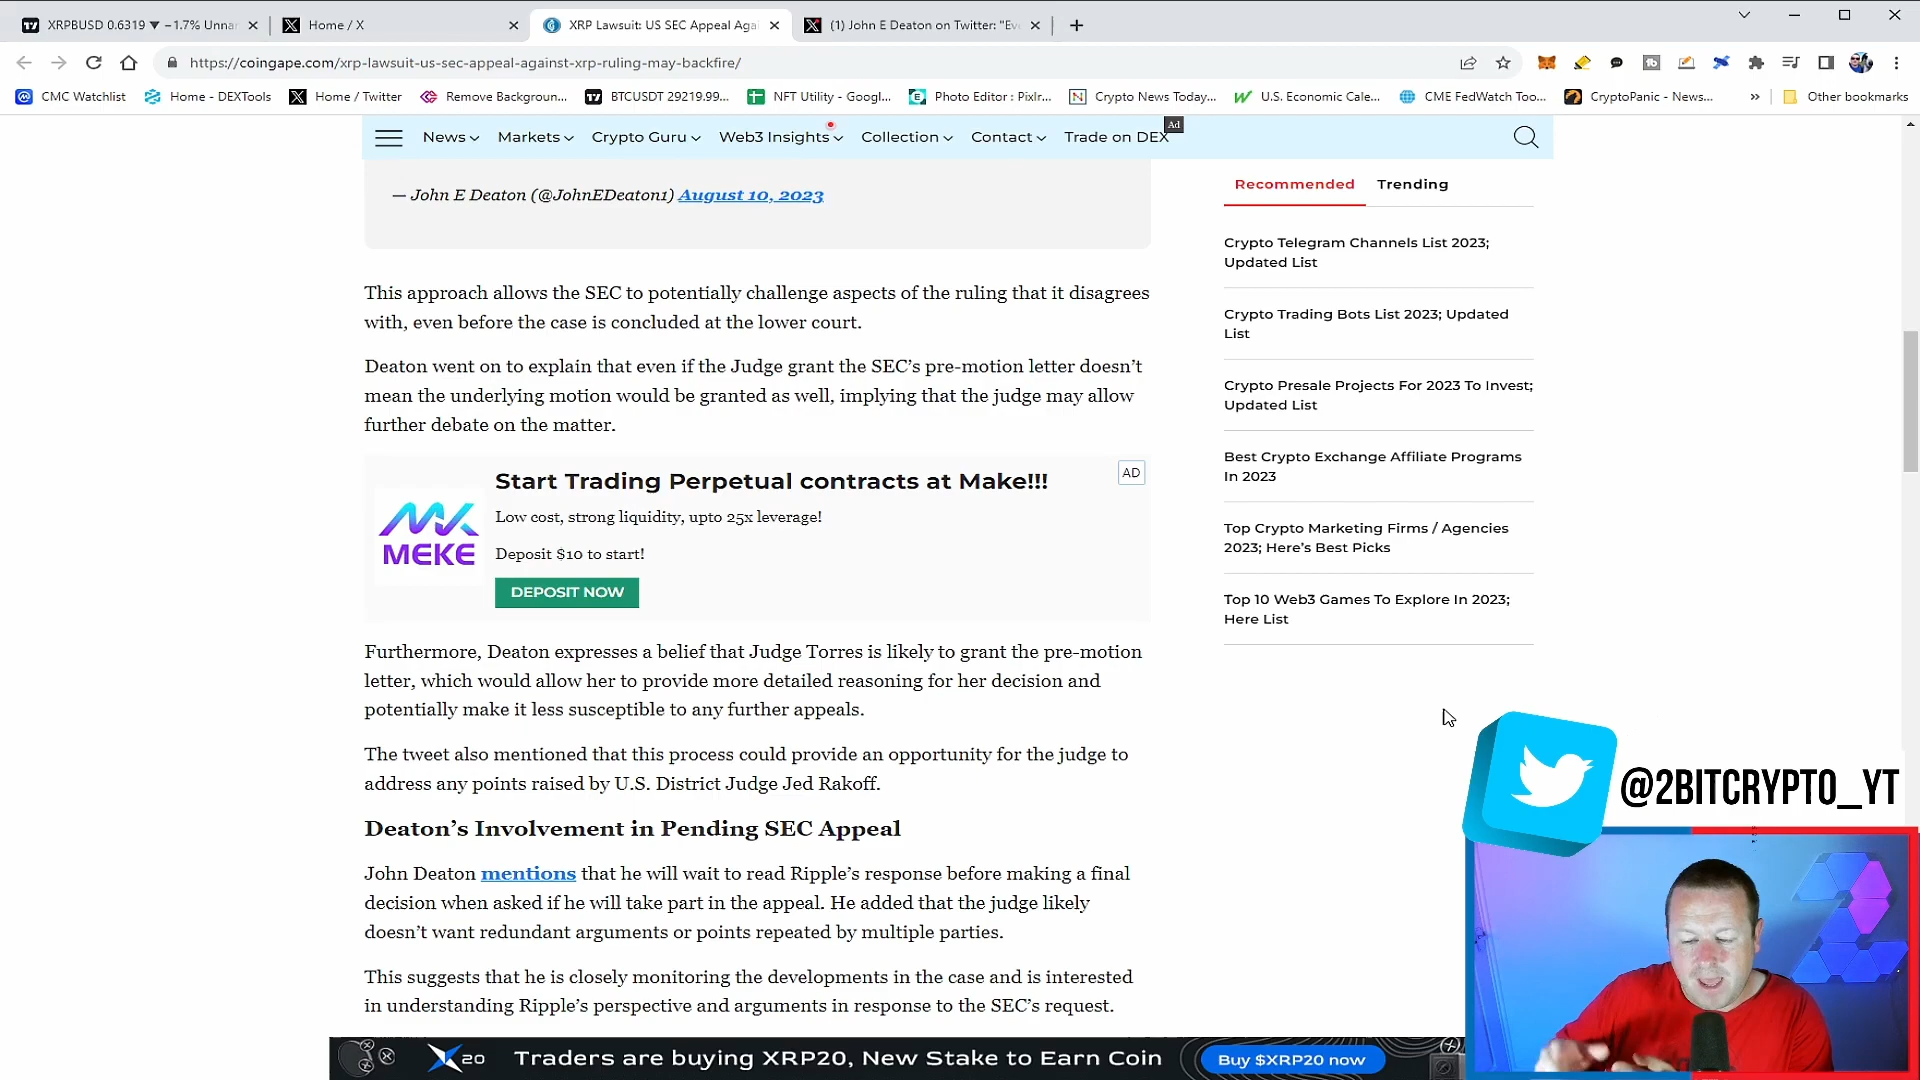 XRPBUSD 0.6319 ▼ −1.7% Unnar
Home / X
XRP Lawsuit: US SEC Appeal Agai
(1) John E Deaton on Twitter: "Ev
https://coingape.com/xrp-lawsuit-us-sec-appeal-against-xrp-ruling-may-backfire/
CMC Watchlist
Home - DEXTools
Home / Twitter
Remove Backgroun...
BTCUSDT 29219.99...
NFT Utility - Googl...
Photo Editor : Pixlr...
Crypto News Today...
U.S. Economic Cale...
CME FedWatch Too...
CryptoPanic - News...
»
Other bookmarks
News
Markets
Crypto Guru
Web3 Insights
Collection
Contact
Trade on DEX
Ad
— John E Deaton (@JohnEDeaton1) August 10, 2023
This approach allows the SEC to potentially challenge aspects of the ruling that it disagrees
with, even before the case is concluded at the lower court.
Deaton went on to explain that even if the Judge grant the SEC’s pre-motion letter doesn’t
mean the underlying motion would be granted as well, implying that the judge may allow
further debate on the matter.
MEKE
Start Trading Perpetual contracts at Make!!!
AD
Low cost, strong liquidity, upto 25x leverage!
Deposit $10 to start!
DEPOSIT NOW
Furthermore, Deaton expresses a belief that Judge Torres is likely to grant the pre-motion
letter, which would allow her to provide more detailed reasoning for her decision and
potentially make it less susceptible to any further appeals.
The tweet also mentioned that this process could provide an opportunity for the judge to
address any points raised by U.S. District Judge Jed Rakoff.
Deaton’s Involvement in Pending SEC Appeal
John Deaton mentions that he will wait to read Ripple’s response before making a final
decision when asked if he will take part in the appeal. He added that the judge likely
doesn’t want redundant arguments or points repeated by multiple parties.
This suggests that he is closely monitoring the developments in the case and is interested
in understanding Ripple’s perspective and arguments in response to the SEC’s request.
Recommended
Trending
Crypto Telegram Channels List 2023;
Updated List
Crypto Trading Bots List 2023; Updated
List
Crypto Presale Projects For 2023 To Invest;
Updated List
Best Crypto Exchange Affiliate Programs
In 2023
Top Crypto Marketing Firms / Agencies
2023; Here’s Best Picks
Top 10 Web3 Games To Explore In 2023;
Here List
@2BITCRYPTO_YT
X20
Traders are buying XRP20, New Stake to Earn Coin
Buy $XRP20 now